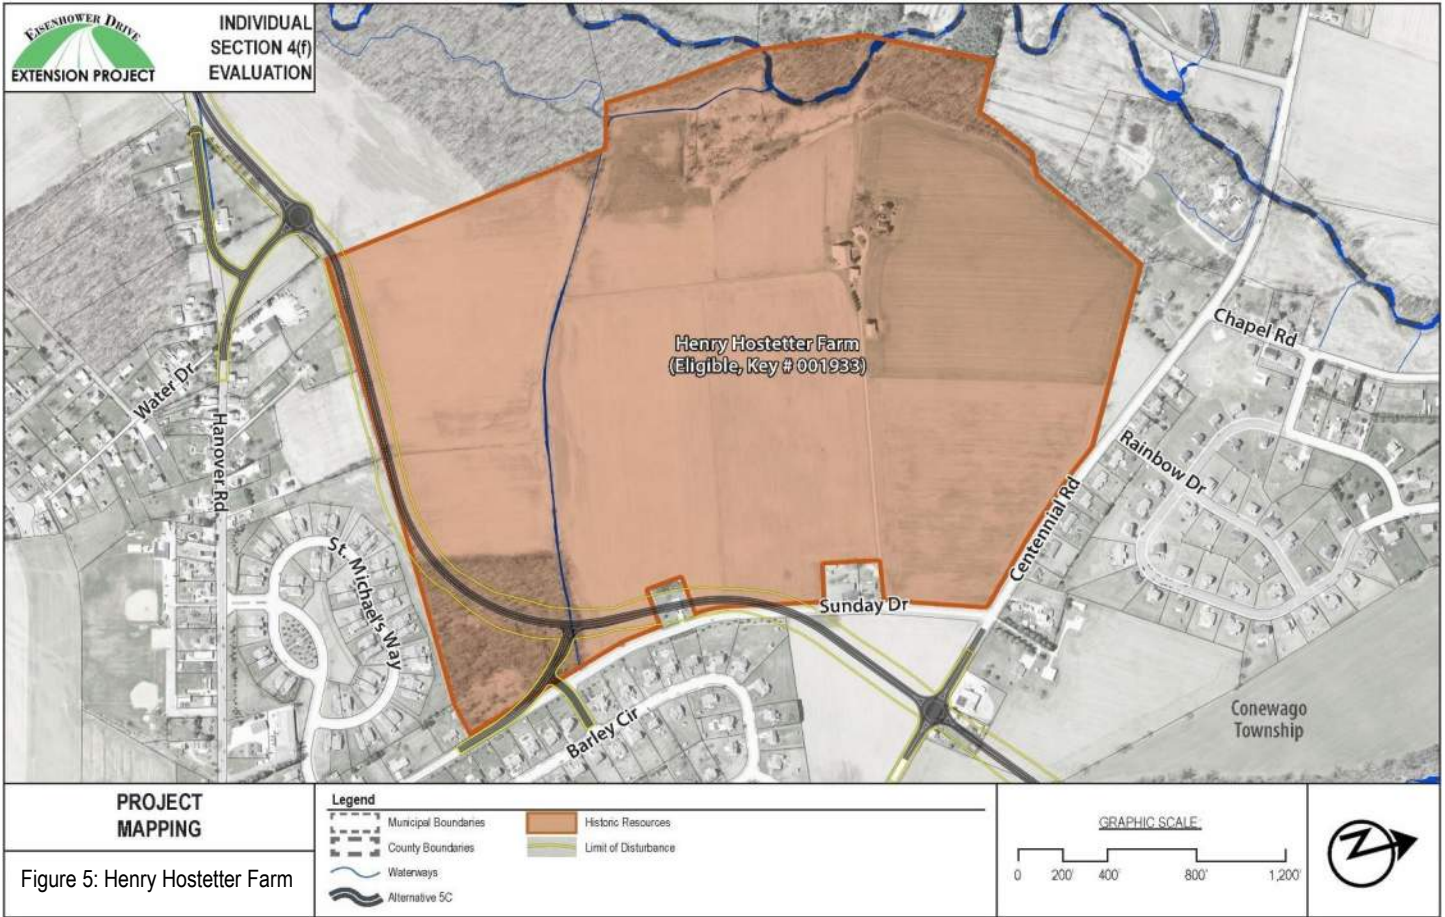 EISENHOWER DRIVE
EXTENSION PROJECT
INDIVIDUAL
SECTION 4(f)
EVALUATION
Henry Hostetter Farm
(Eligible, Key # 001933)
Chapel Rd
Water Dr
Hanover Rd
Rainbow Dr
Centennial Rd
St. Michael's Way
Sunday Dr
Barley Cir
Conewago
Township
PROJECT
MAPPING
Figure 5: Henry Hostetter Farm
Legend
Municipal Boundaries
County Boundaries
Waterways
Alternative 5C
Historic Resources
Limit of Disturbance
GRAPHIC SCALE:
0 200' 400' 800' 1,200'
Z